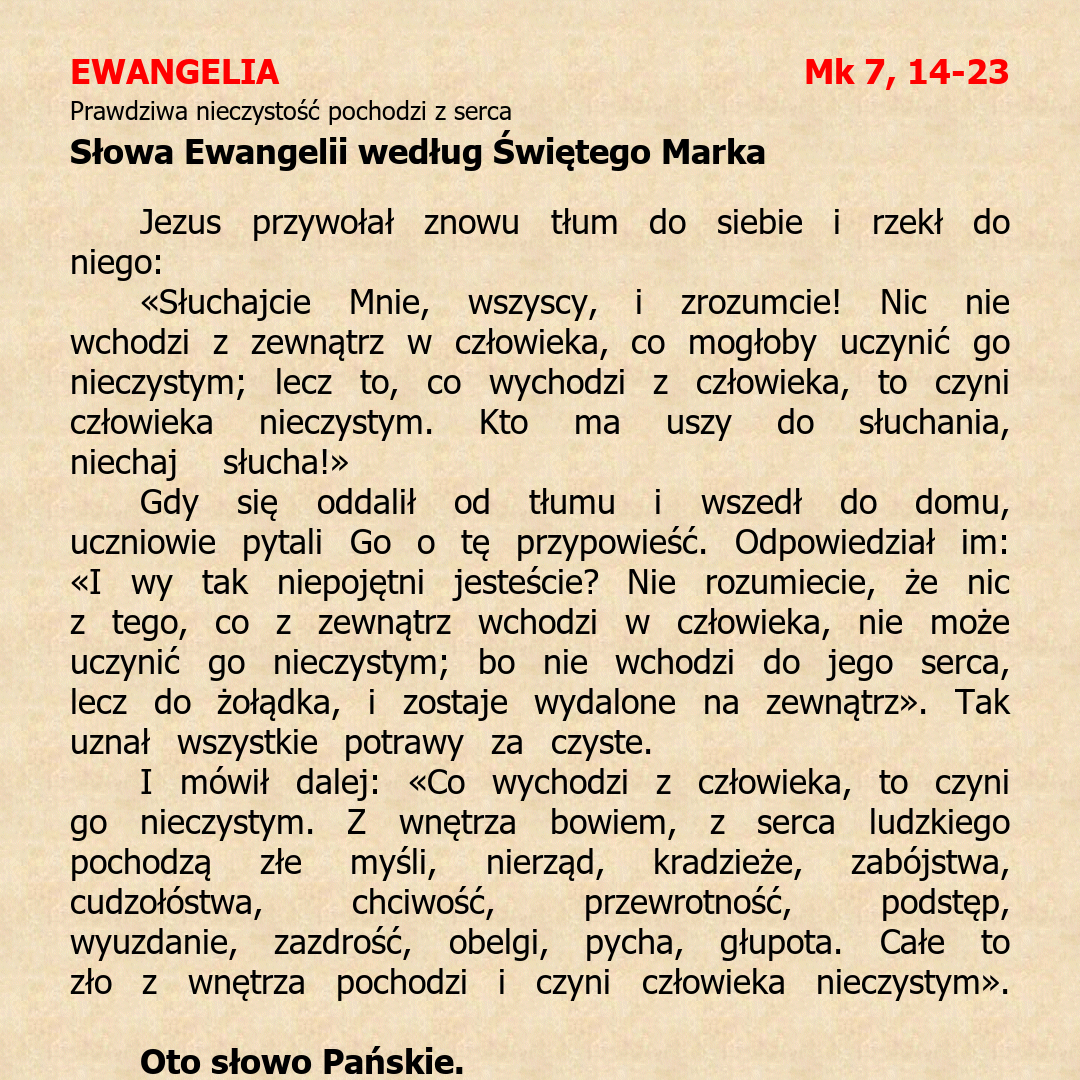 EWANGELIA Mk 7, 14-23
Prawdziwa nieczystość pochodzi z serca
Słowa Ewangelii według Świętego Marka
Jezus przywołał znowu tłum do siebie i rzekł do
niego:
«Słuchajcie Mnie, wszyscy, i zrozumcie! Nic nie
wchodzi z zewnątrz w człowieka, co mogłoby uczynić go
nieczystym; lecz to, co wychodzi z człowieka, to czyni
człowieka nieczystym. Kto ma uszy do słuchania,
niechaj słucha!»
Gdy się oddalił od tłumu i wszedł do domu,
uczniowie pytali Go o tę przypowieść. Odpowiedział im:
«I wy tak niepojętni jesteście? Nie rozumiecie, że nic
z tego, co z zewnątrz wchodzi w człowieka, nie może
uczynić go nieczystym; bo nie wchodzi do jego serca,
lecz do żołądka, i zostaje wydalone na zewnątrz». Tak
uznał wszystkie potrawy za czyste.
I mówił dalej: «Co wychodzi z człowieka, to czyni
go nieczystym. Z wnętrza bowiem, z serca ludzkiego
pochodzą złe myśli, nierząd, kradzieże, zabójstwa,
cudzołóstwa, chciwość, przewrotność, podstęp,
wyuzdanie, zazdrość, obelgi, pycha, głupota. Całe to
zło z wnętrza pochodzi i czyni człowieka nieczystym».
Oto słowo Pańskie.